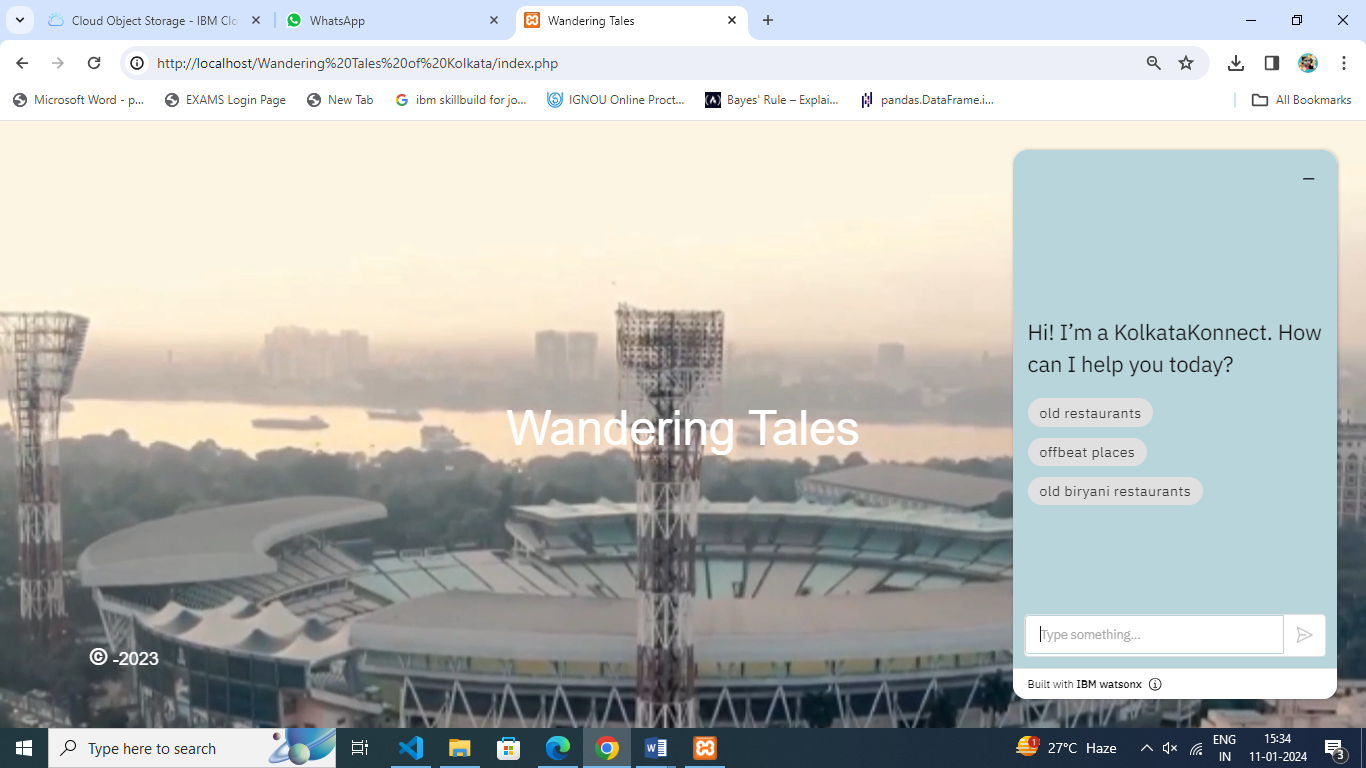 Cloud Object Storage - IBM Clo
WhatsApp
Wandering Tales
http://localhost/Wandering%20Tales%20of%20Kolkata/index.php
Microsoft Word - p...
EXAMS Login Page
New Tab
ibm skillbuild for jo...
IGNOU Online Proct...
Bayes' Rule – Explai...
pandas.DataFrame.i...
All Bookmarks
Wandering Tales
© -2023
Hi! I’m a KolkataKonnect. How
can I help you today?
old restaurants
offbeat places
old biryani restaurants
Type something...
Built with IBM watsonx
Type here to search
1
27°C Haze
ENG
IN
15:34
11-01-2024
3